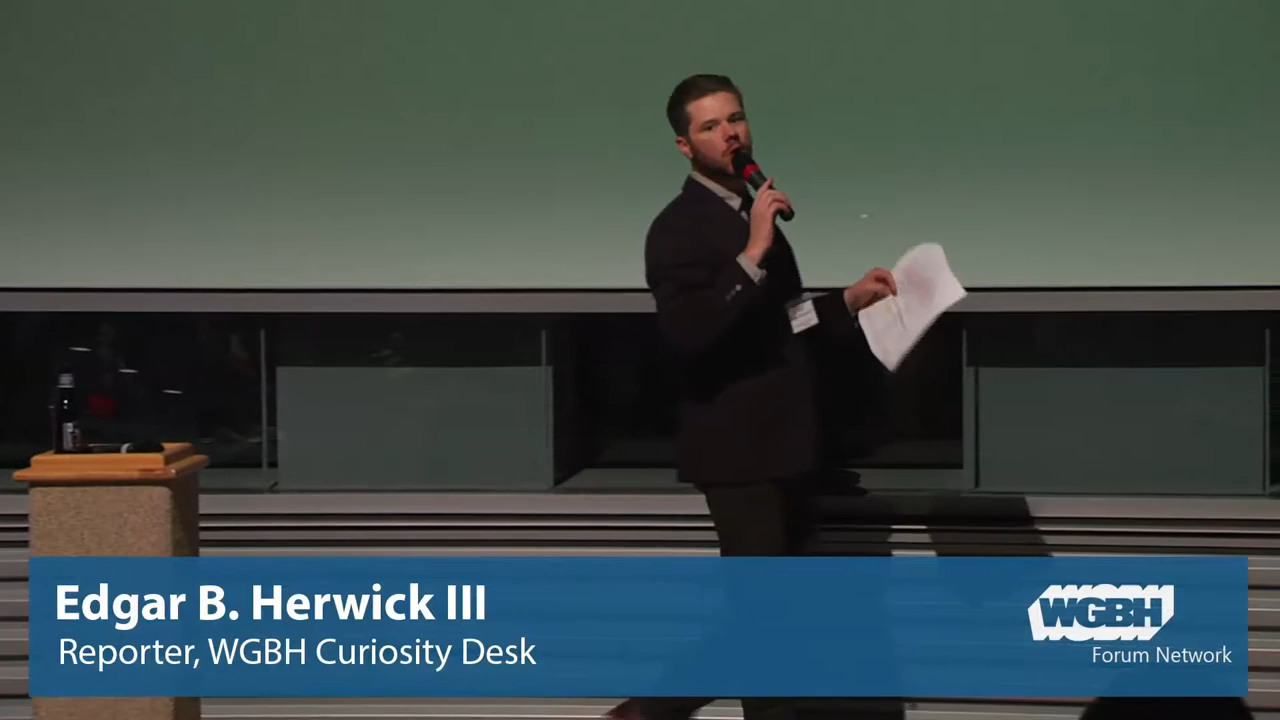 Edgar B. Herwick III
Reporter, WGBH Curiosity Desk
WGBH
Forum Network